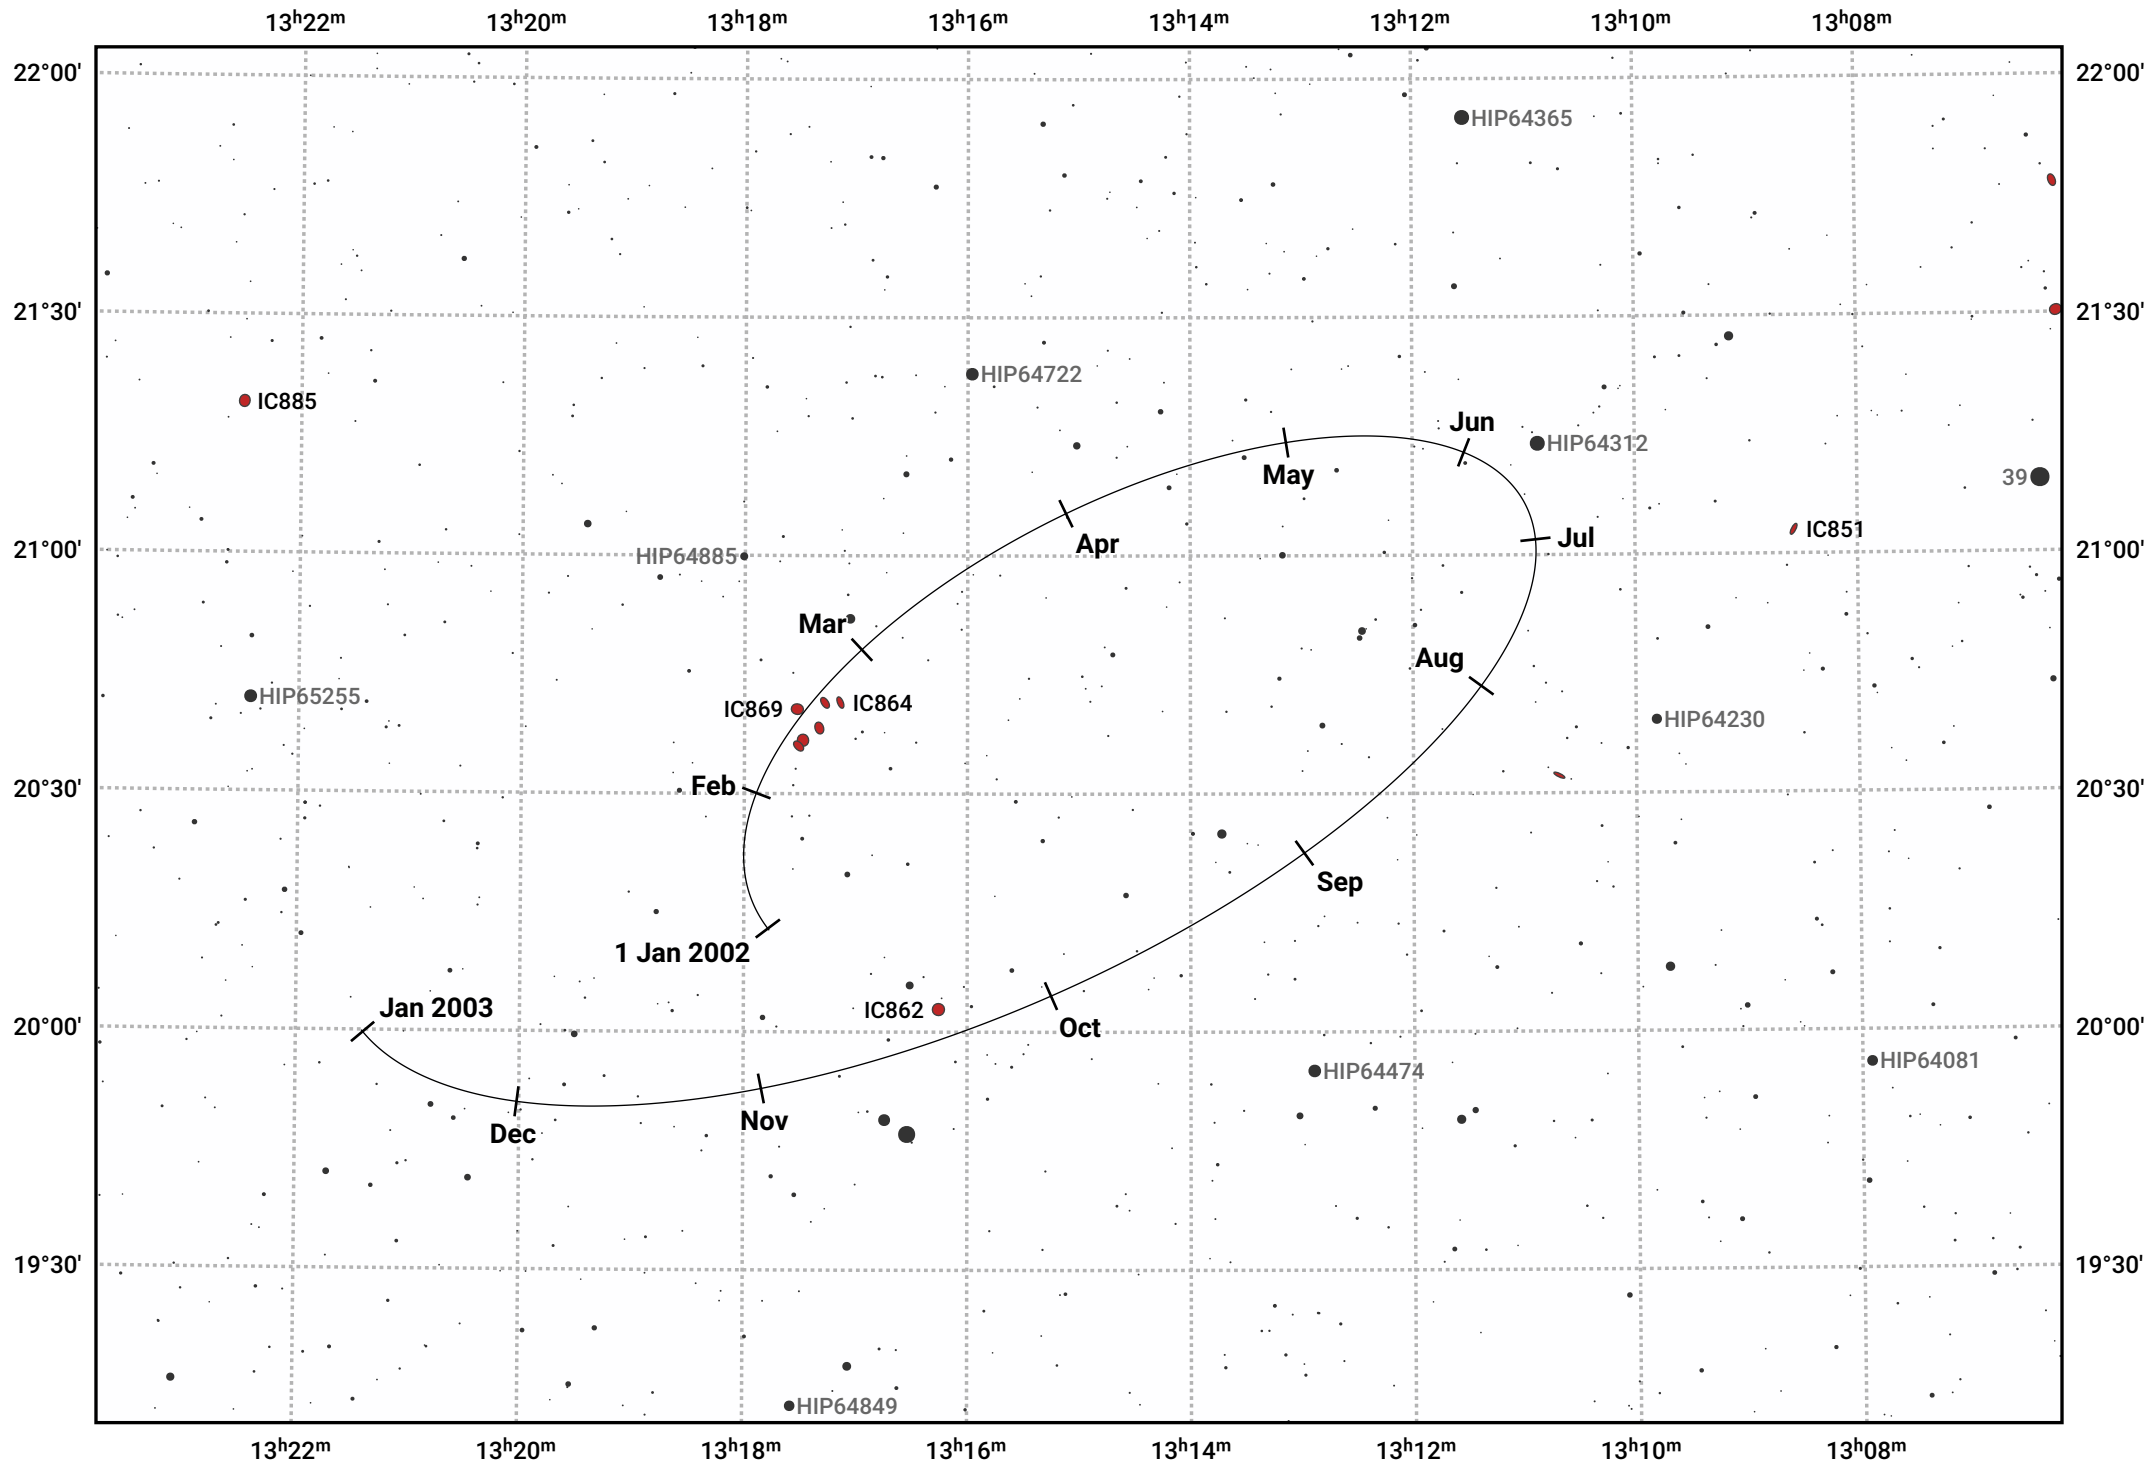 13ʰ22ᵐ 13ʰ20ᵐ 13ʰ18ᵐ 13ʰ16ᵐ 13ʰ14ᵐ 13ʰ12ᵐ 13ʰ10ᵐ 13ʰ08ᵐ
22°00' 22°00'
HIP64365
21°30' 21°30'
HIP64722
IC885
Jun
HIP64312
May
39
IC851
Jul
Apr
21°00' 21°00'
HIP64885
Mar
Aug
HIP65255
IC864
IC869
HIP64230
Feb
20°30' 20°30'
Sep
1 Jan 2002
Jan 2003
IC862
20°00' 20°00'
Oct
HIP64081
HIP64474
Nov
Dec
19°30' 19°30'
HIP64849
13ʰ22ᵐ 13ʰ20ᵐ 13ʰ18ᵐ 13ʰ16ᵐ 13ʰ14ᵐ 13ʰ12ᵐ 13ʰ10ᵐ 13ʰ08ᵐ